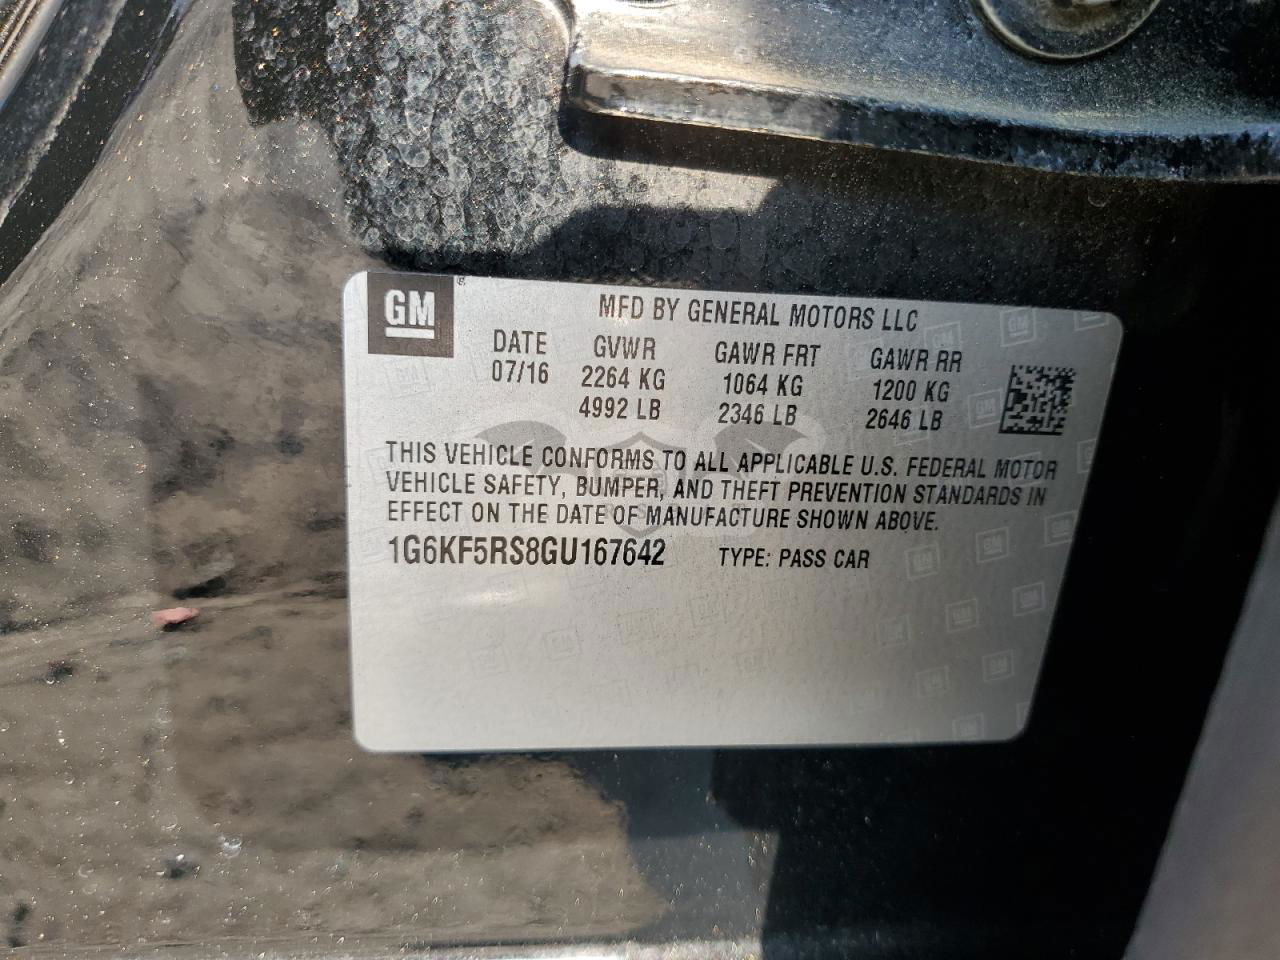 GM
MFD BY GENERAL MOTORS LLC
DATE GVWR GAWR FRT GAWR RR
07/16 2264 KG 1064 KG 1200 KG
4992 LB 2346 LB 2646 LB
THIS VEHICLE CONFORMS TO ALL APPLICABLE U.S. FEDERAL MOTOR
VEHICLE SAFETY, BUMPER, AND THEFT PREVENTION STANDARDS IN
EFFECT ON THE DATE OF MANUFACTURE SHOWN ABOVE.
1G6KF5RS8GU167642 TYPE: PASS CAR